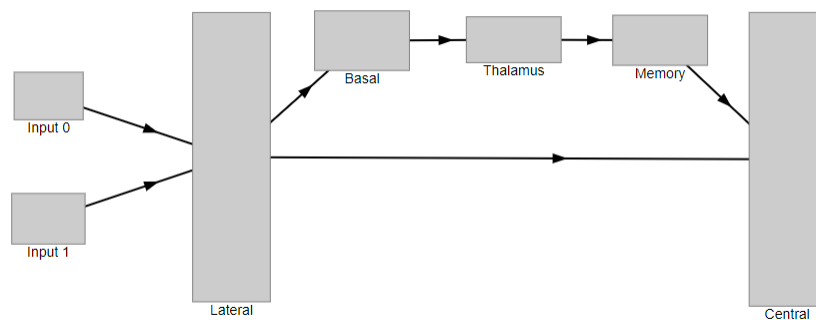 Input 0
Input 1
Lateral
Basal
Thalamus
Memory
Central